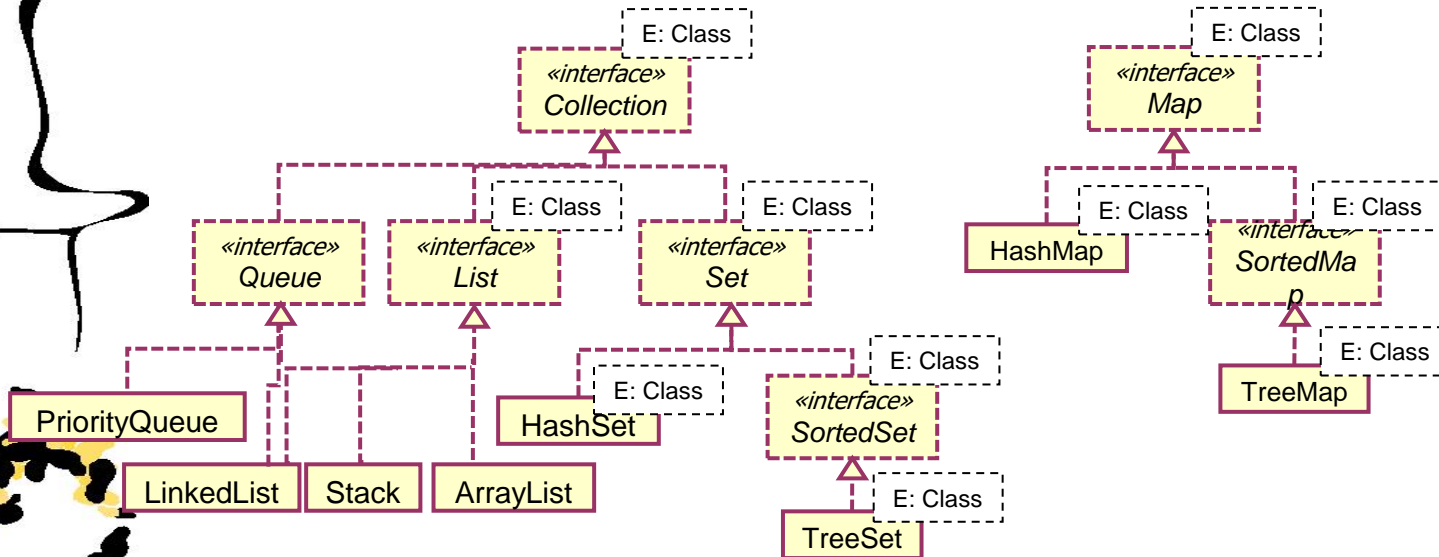 E: Class
«interface»
Collection
E: Class
«interface»
Map
E: Class
E: Class
E: Class
E: Class
«interface»
Queue
«interface»
List
«interface»
Set
HashMap
«interface»
SortedMa
p
E: Class
E: Class
E: Class
PriorityQueue
HashSet
«interface»
SortedSet
TreeMap
LinkedList
Stack
ArrayList
E: Class
TreeSet